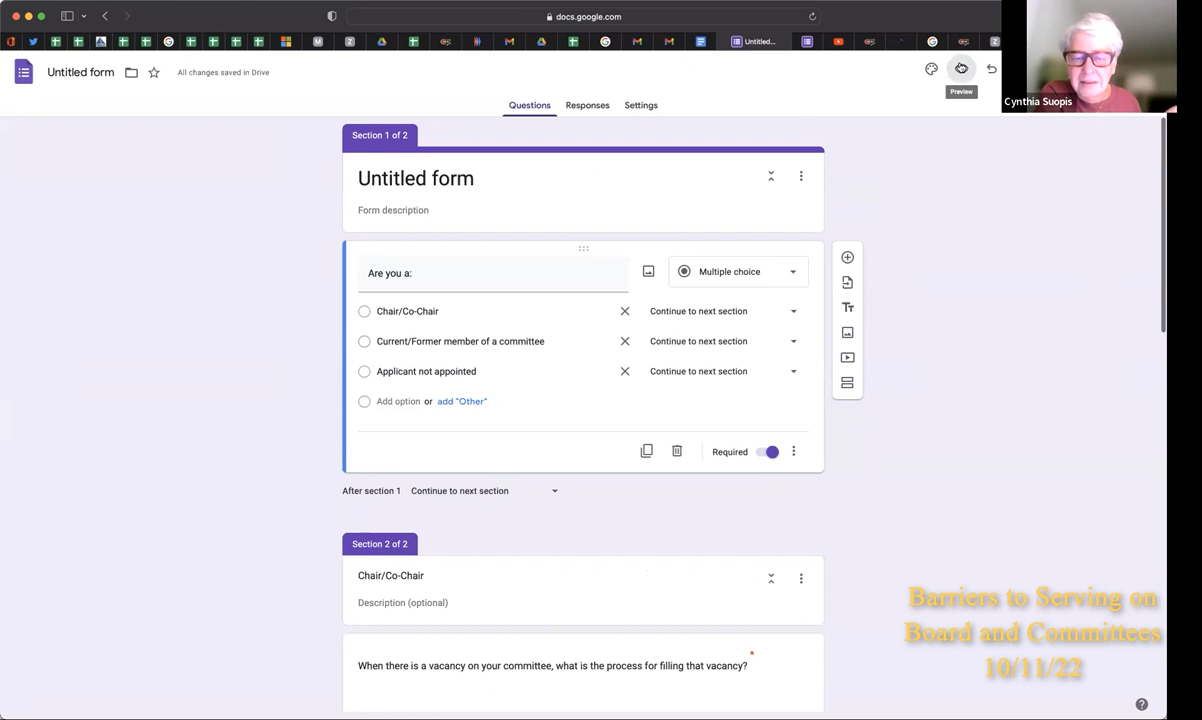 docs.google.com
Untitled...
Untitled form
All changes saved in Drive
Preview
Cynthia Suopis
Questions
Responses
Settings
Section 1 of 2
Untitled form
Form description
Are you a:
Multiple choice
Chair/Co-Chair
Continue to next section
Current/Former member of a committee
Continue to next section
Applicant not appointed
Continue to next section
Add option or add "Other"
Required
After section 1 Continue to next section
Section 2 of 2
Chair/Co-Chair
Description (optional)
When there is a vacancy on your committee, what is the process for filling that vacancy? *
Barriers to Serving on
Board and Committees
10/11/22